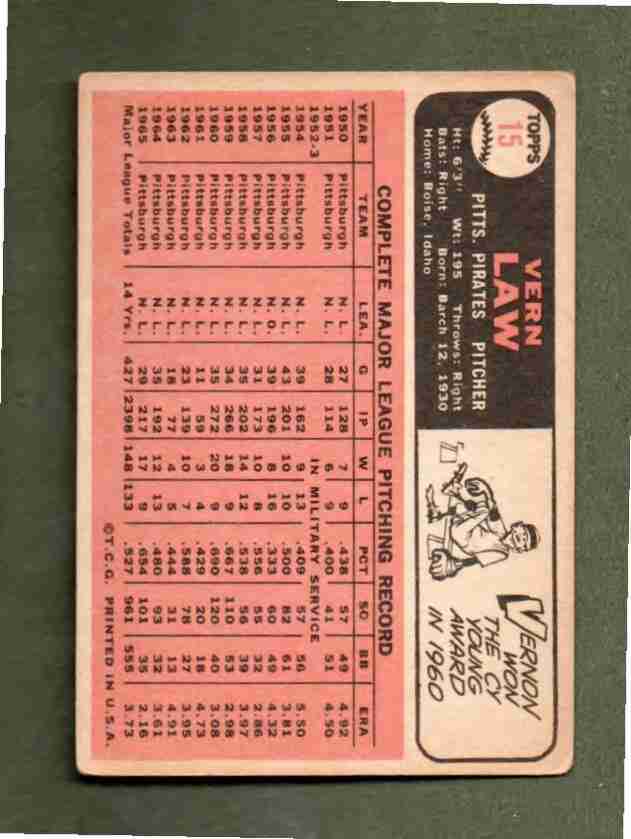 TOPPS
15
VERN
LAW
PITTS. PIRATES PITCHER
Ht: 6'3" Wt: 195 Throws: Right
Bats: Right Born: Barch 12, 1930
Home: Boise, Idaho
VERNON
WON
THE CY
YOUNG
AWARD
IN 1960
COMPLETE MAJOR LEAGUE PITCHING RECORD
YEAR TEAM LEA. G IP W L PCT SO BB ERA
1950 Pittsburgh N. L. 27 128 7 9 .438 57 49 4.92
1951 Pittsburgh N. L. 28 114 6 9 .400 41 51 4.50
1952-3 IN MILITARY SERVICE
1954 Pittsburgh N. L. 39 162 9 13 .409 57 56 5.50
1955 Pittsburgh N. L. 43 201 10 10 .500 82 61 3.81
1956 Pittsburgh N. O. 39 196 8 16 .333 60 49 4.32
1957 Pittsburgh N. L. 31 173 10 8 .556 55 32 2.86
1958 Pittsburgh N. L. 35 202 14 12 .538 56 39 3.97
1959 Pittsburgh N. L. 34 266 18 9 .667 110 53 2.98
1960 Pittsburgh N. L. 35 272 20 9 .690 120 40 3.08
1961 Pittsburgh N. L. 11 59 3 4 .429 20 18 4.73
1962 Pittsburgh N. L. 23 139 10 7 .588 78 27 3.95
1963 Pittsburgh N. L. 18 77 4 5 .444 31 13 4.91
1964 Pittsburgh N. L. 35 192 12 13 .480 93 32 3.61
1965 Pittsburgh N. L. 29 217 17 9 .654 101 35 2.16
Major League Totals 14 Yrs. 427 2398 148 133 .527 961 555 3.73
©T.C.G. PRINTED IN U.S.A.